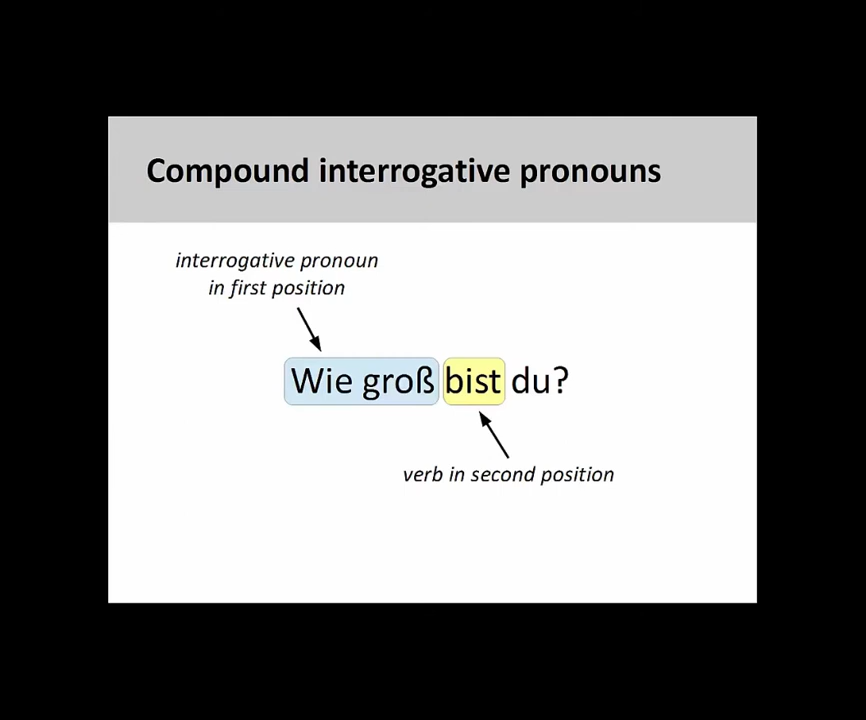 Compound interrogative pronouns
interrogative pronoun
in first position
Wie groß bist du?
verb in second position